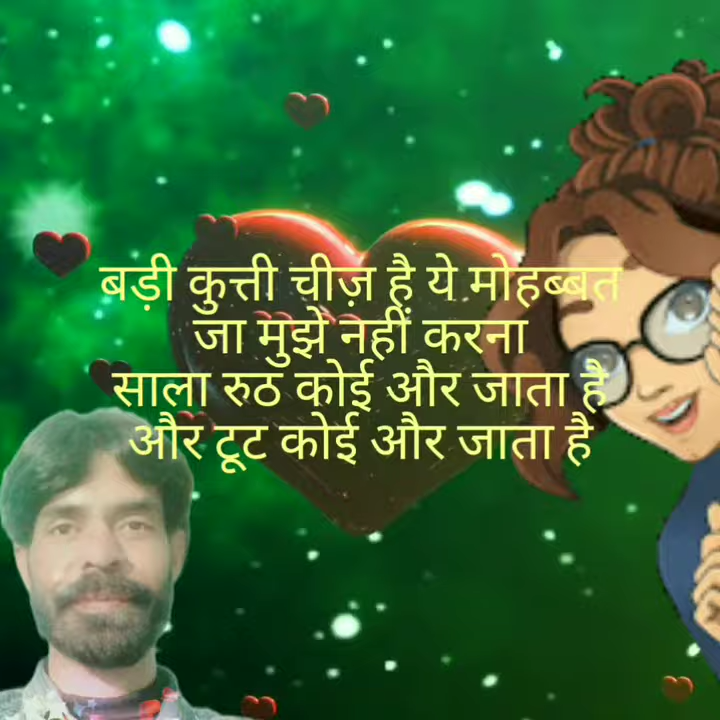 बड़ी कुत्ती चीज़ है ये मोहब्बत
जा मुझे नहीं करना
साला रुठ कोई और जाता है
और टूट कोई और जाता है